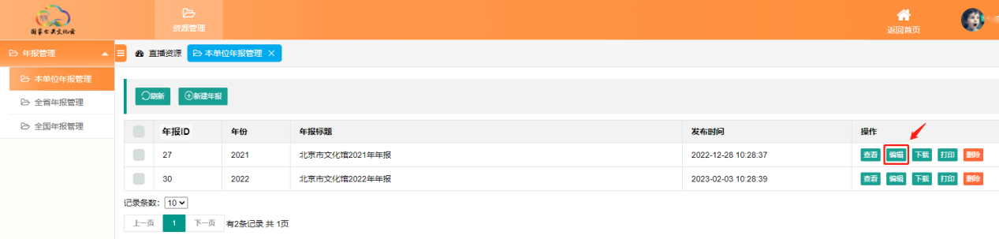 国家公共文化云
资源管理
返回首页
年报管理
直播资源 本单位年报管理
本单位年报管理
全省年报管理
全国年报管理
刷新 新建年报
年报ID 年份 年报标题 发布时间 操作
27 2021 北京市文化馆2021年年报 2022-12-28 10:28:37 查看 编辑 下载 打印 删除
30 2022 北京市文化馆2022年年报 2023-02-03 10:28:39 查看 编辑 下载 打印 删除
记录条数: 10
上一页 1 下一页 有2条记录 共 1页